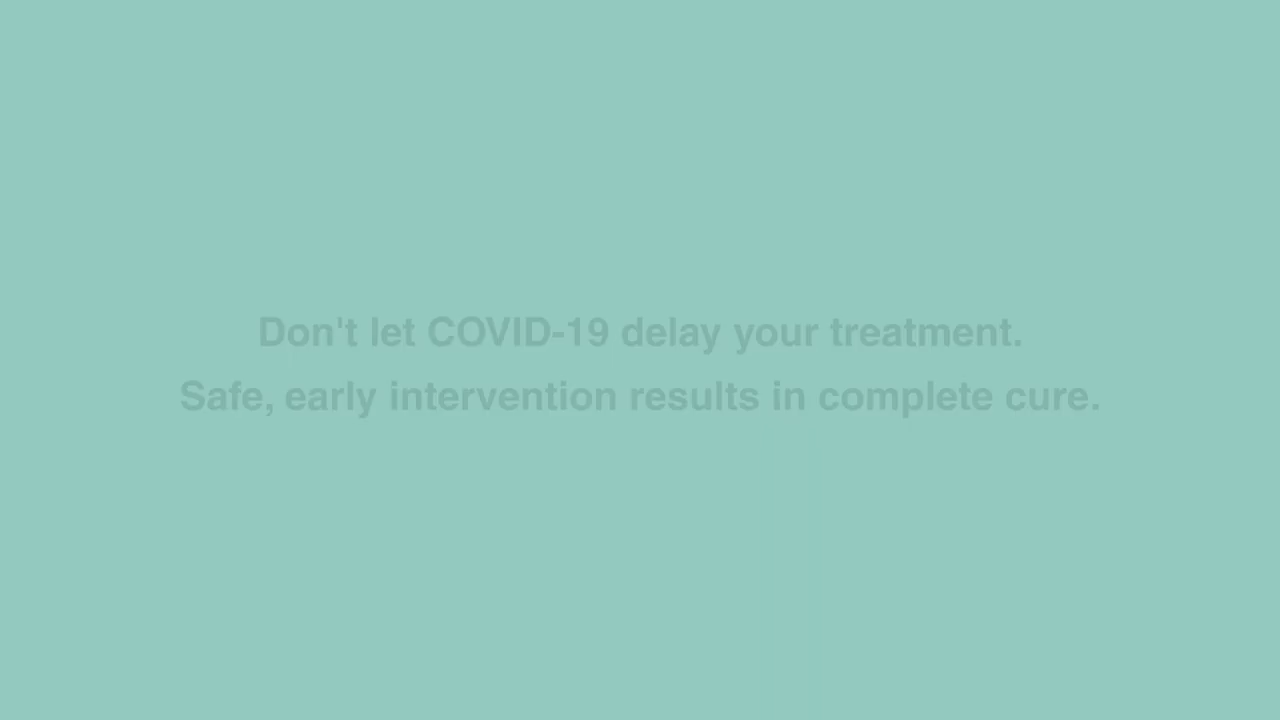 Don't let COVID-19 delay your treatment.
Safe, early intervention results in complete cure.